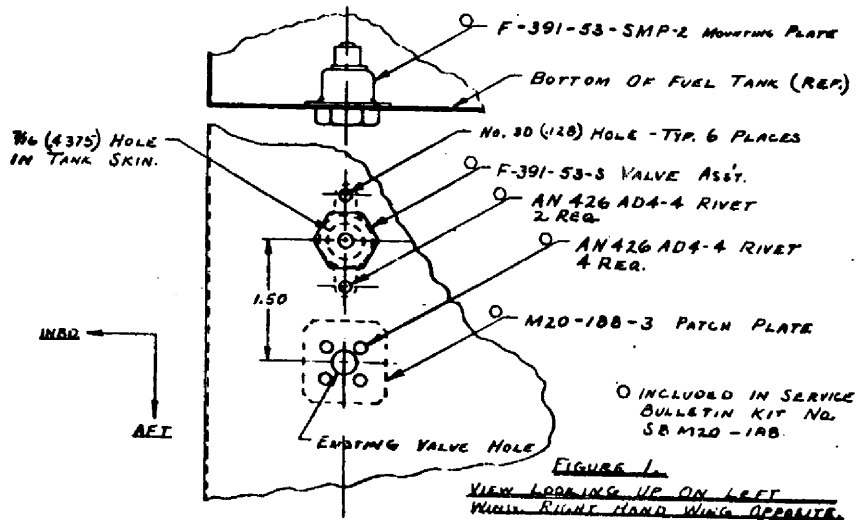 F-391-53-SMP-2 MOUNTING PLATE
BOTTOM OF FUEL TANK (REF.)
7/16 (.4375) HOLE
IN TANK SKIN.
No. 30 (.128) HOLE - TYP. 6 PLACES
F-391-53-S VALVE ASS'Y.
AN 426 AD4-4 RIVET
2 REQ.
AN 426 AD4-4 RIVET
4 REQ.
1.50
M20-188-3 PATCH PLATE
INBD
AFT
EXISTING VALVE HOLE
INCLUDED IN SERVICE
BULLETIN KIT NO.
SB M20-188
FIGURE 1.
VIEW LOOKING UP ON LEFT
WING. RIGHT HAND WING OPPOSITE.